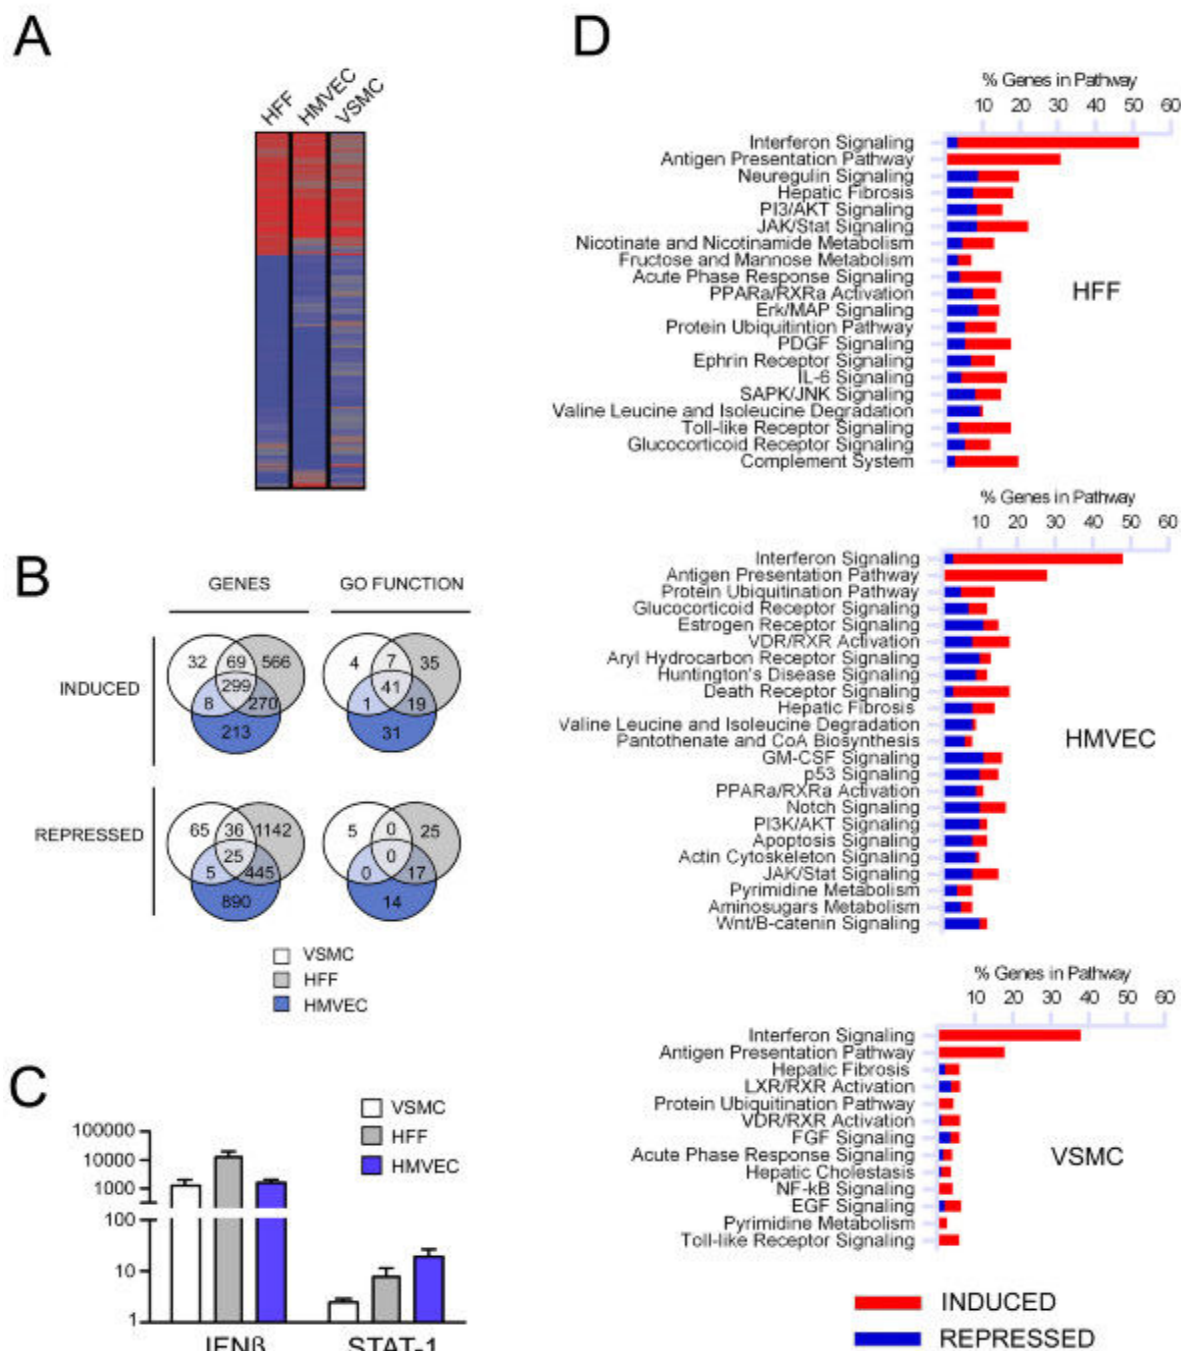 A
HFF
HMVEC
VSMC
B
GENES
GO FUNCTION
INDUCED
32 69 566
299
8 270
213
4 7 35
41
1 19
31
REPRESSED
65 36 1142
25
5 445
890
5 0 25
0
0 17
14
VSMC
HFF
HMVEC
C
VSMC
HFF
HMVEC
100000
10000
1000
100
10
1
IFNβ
STAT-1
D
% Genes in Pathway
10 20 30 40 50 60
Interferon Signaling
Antigen Presentation Pathway
Neuregulin Signaling
Hepatic Fibrosis
PI3/AKT Signaling
JAK/Stat Signaling
Nicotinate and Nicotinamide Metabolism
Fructose and Mannose Metabolism
Acute Phase Response Signaling
PPARa/RXRa Activation
Erk/MAP Signaling
Protein Ubiquitintion Pathway
PDGF Signaling
Ephrin Receptor Signaling
IL-6 Signaling
SAPK/JNK Signaling
Valine Leucine and Isoleucine Degradation
Toll-like Receptor Signaling
Glucocorticoid Receptor Signaling
Complement System
HFF
% Genes in Pathway
10 20 30 40 50 60
Interferon Signaling
Antigen Presentation Pathway
Protein Ubiquitination Pathway
Glucocorticoid Receptor Signaling
Estrogen Receptor Signaling
VDR/RXR Activation
Aryl Hydrocarbon Receptor Signaling
Huntington's Disease Signaling
Death Receptor Signaling
Hepatic Fibrosis
Valine Leucine and Isoleucine Degradation
Pantothenate and CoA Biosynthesis
GM-CSF Signaling
p53 Signaling
PPARa/RXRa Activation
Notch Signaling
PI3K/AKT Signaling
Apoptosis Signaling
Actin Cytoskeleton Signaling
JAK/Stat Signaling
Pyrimidine Metabolism
Aminosugars Metabolism
Wnt/B-catenin Signaling
HMVEC
% Genes in Pathway
10 20 30 40 50 60
Interferon Signaling
Antigen Presentation Pathway
Hepatic Fibrosis
LXR/RXR Activation
Protein Ubiquitination Pathway
VDR/RXR Activation
FGF Signaling
Acute Phase Response Signaling
Hepatic Cholestasis
NF-kB Signaling
EGF Signaling
Pyrimidine Metabolism
Toll-like Receptor Signaling
VSMC
INDUCED
REPRESSED